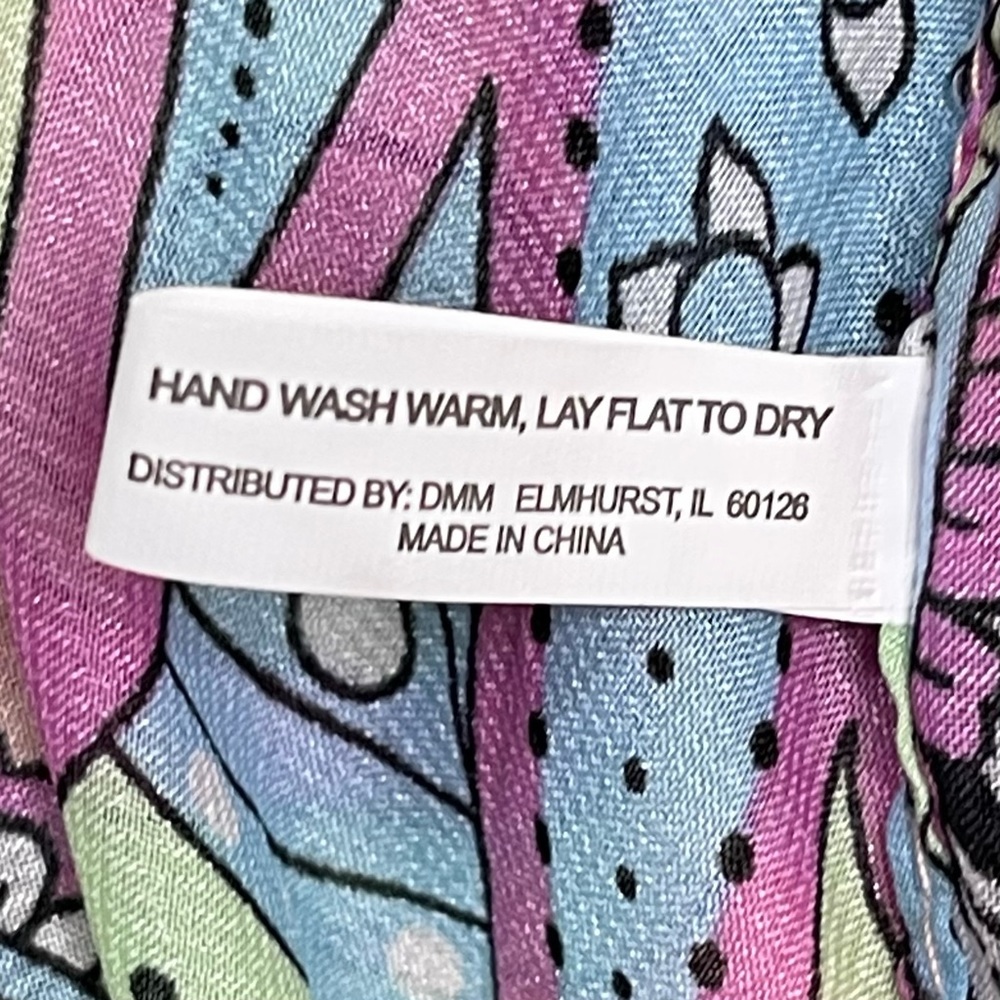 HAND WASH WARM, LAY FLAT TO DRY
DISTRIBUTED BY: DMM ELMHURST, IL 60126
MADE IN CHINA